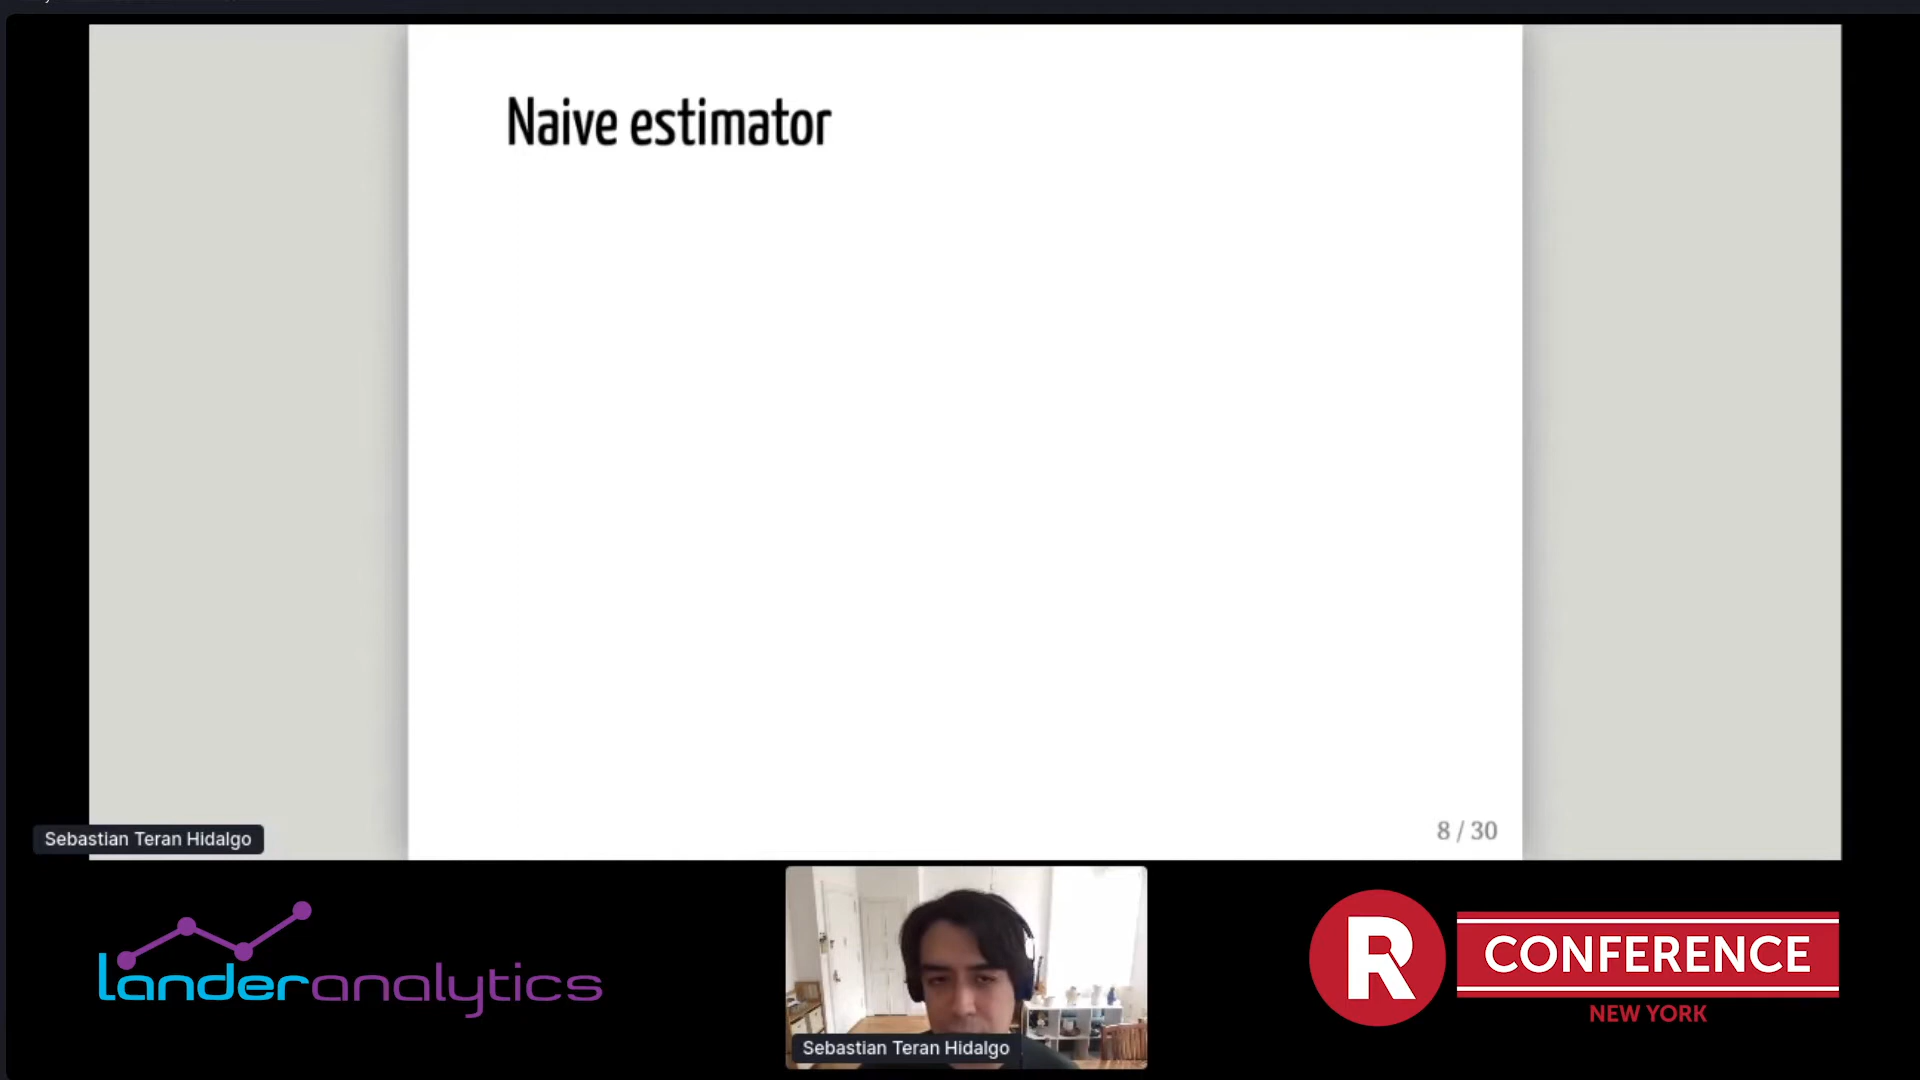 Naive estimator
8 / 30
Sebastian Teran Hidalgo
landeranalytics
Sebastian Teran Hidalgo
R CONFERENCE
NEW YORK